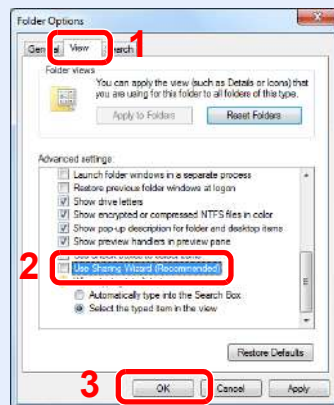 Folder Options
General View Search
1
Folder views
You can apply the view (such as Details or Icons) that
you are using for this folder to all folders of this type.
Apply to Folders Reset Folders
Advanced settings:
Launch folder windows in a separate process
Restore previous folder windows at logon
Show drive letters
Show encrypted or compressed NTFS files in color
Show pop-up description for folder and desktop items
Show preview handlers in preview pane
2
Use Sharing Wizard (Recommended)
Automatically type into the Search Box
Select the typed item in the view
Restore Defaults
3
OK Cancel Apply